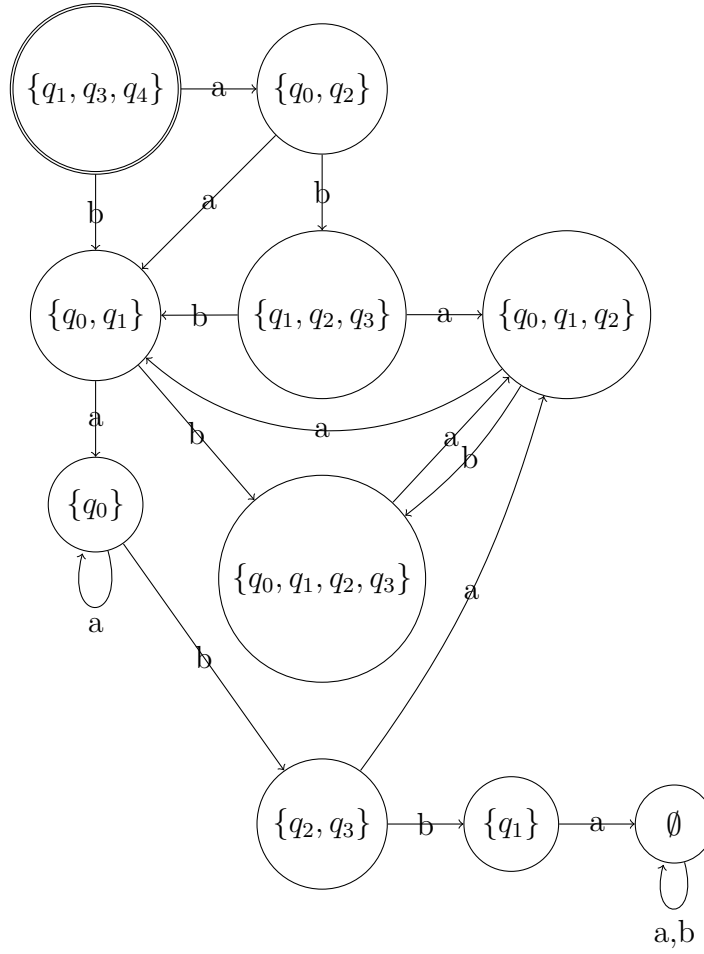 {q₁, q₃, q₄} a {q₀, q₂}
b a b
{q₀, q₁} b {q₁, q₂, q₃} a {q₀, q₁, q₂}
a b a a b
{q₀} {q₀, q₁, q₂, q₃}
a a
b
{q₂, q₃} b {q₁} a ∅
a,b